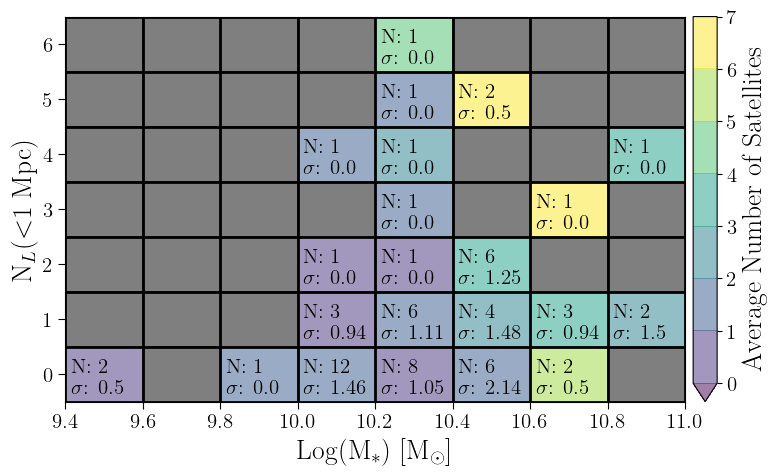 6
N: 1
σ: 0.0
5
N: 1
σ: 0.0
N: 2
σ: 0.5
4
N: 1
σ: 0.0
N: 1
σ: 0.0
N: 1
σ: 0.0
3
N: 1
σ: 0.0
N: 1
σ: 0.0
2
N: 1
σ: 0.0
N: 1
σ: 0.0
N: 6
σ: 1.25
1
N: 3
σ: 0.94
N: 6
σ: 1.11
N: 4
σ: 1.48
N: 3
σ: 0.94
N: 2
σ: 1.5
0
N: 2
σ: 0.5
N: 1
σ: 0.0
N: 12
σ: 1.46
N: 8
σ: 1.05
N: 6
σ: 2.14
N: 2
σ: 0.5
9.4 9.6 9.8 10.0 10.2 10.4 10.6 10.8 11.0
Log(M∗) [M⊙]
N_L(<1 Mpc)
7
6
5
4
3
2
1
0
Average Number of Satellites